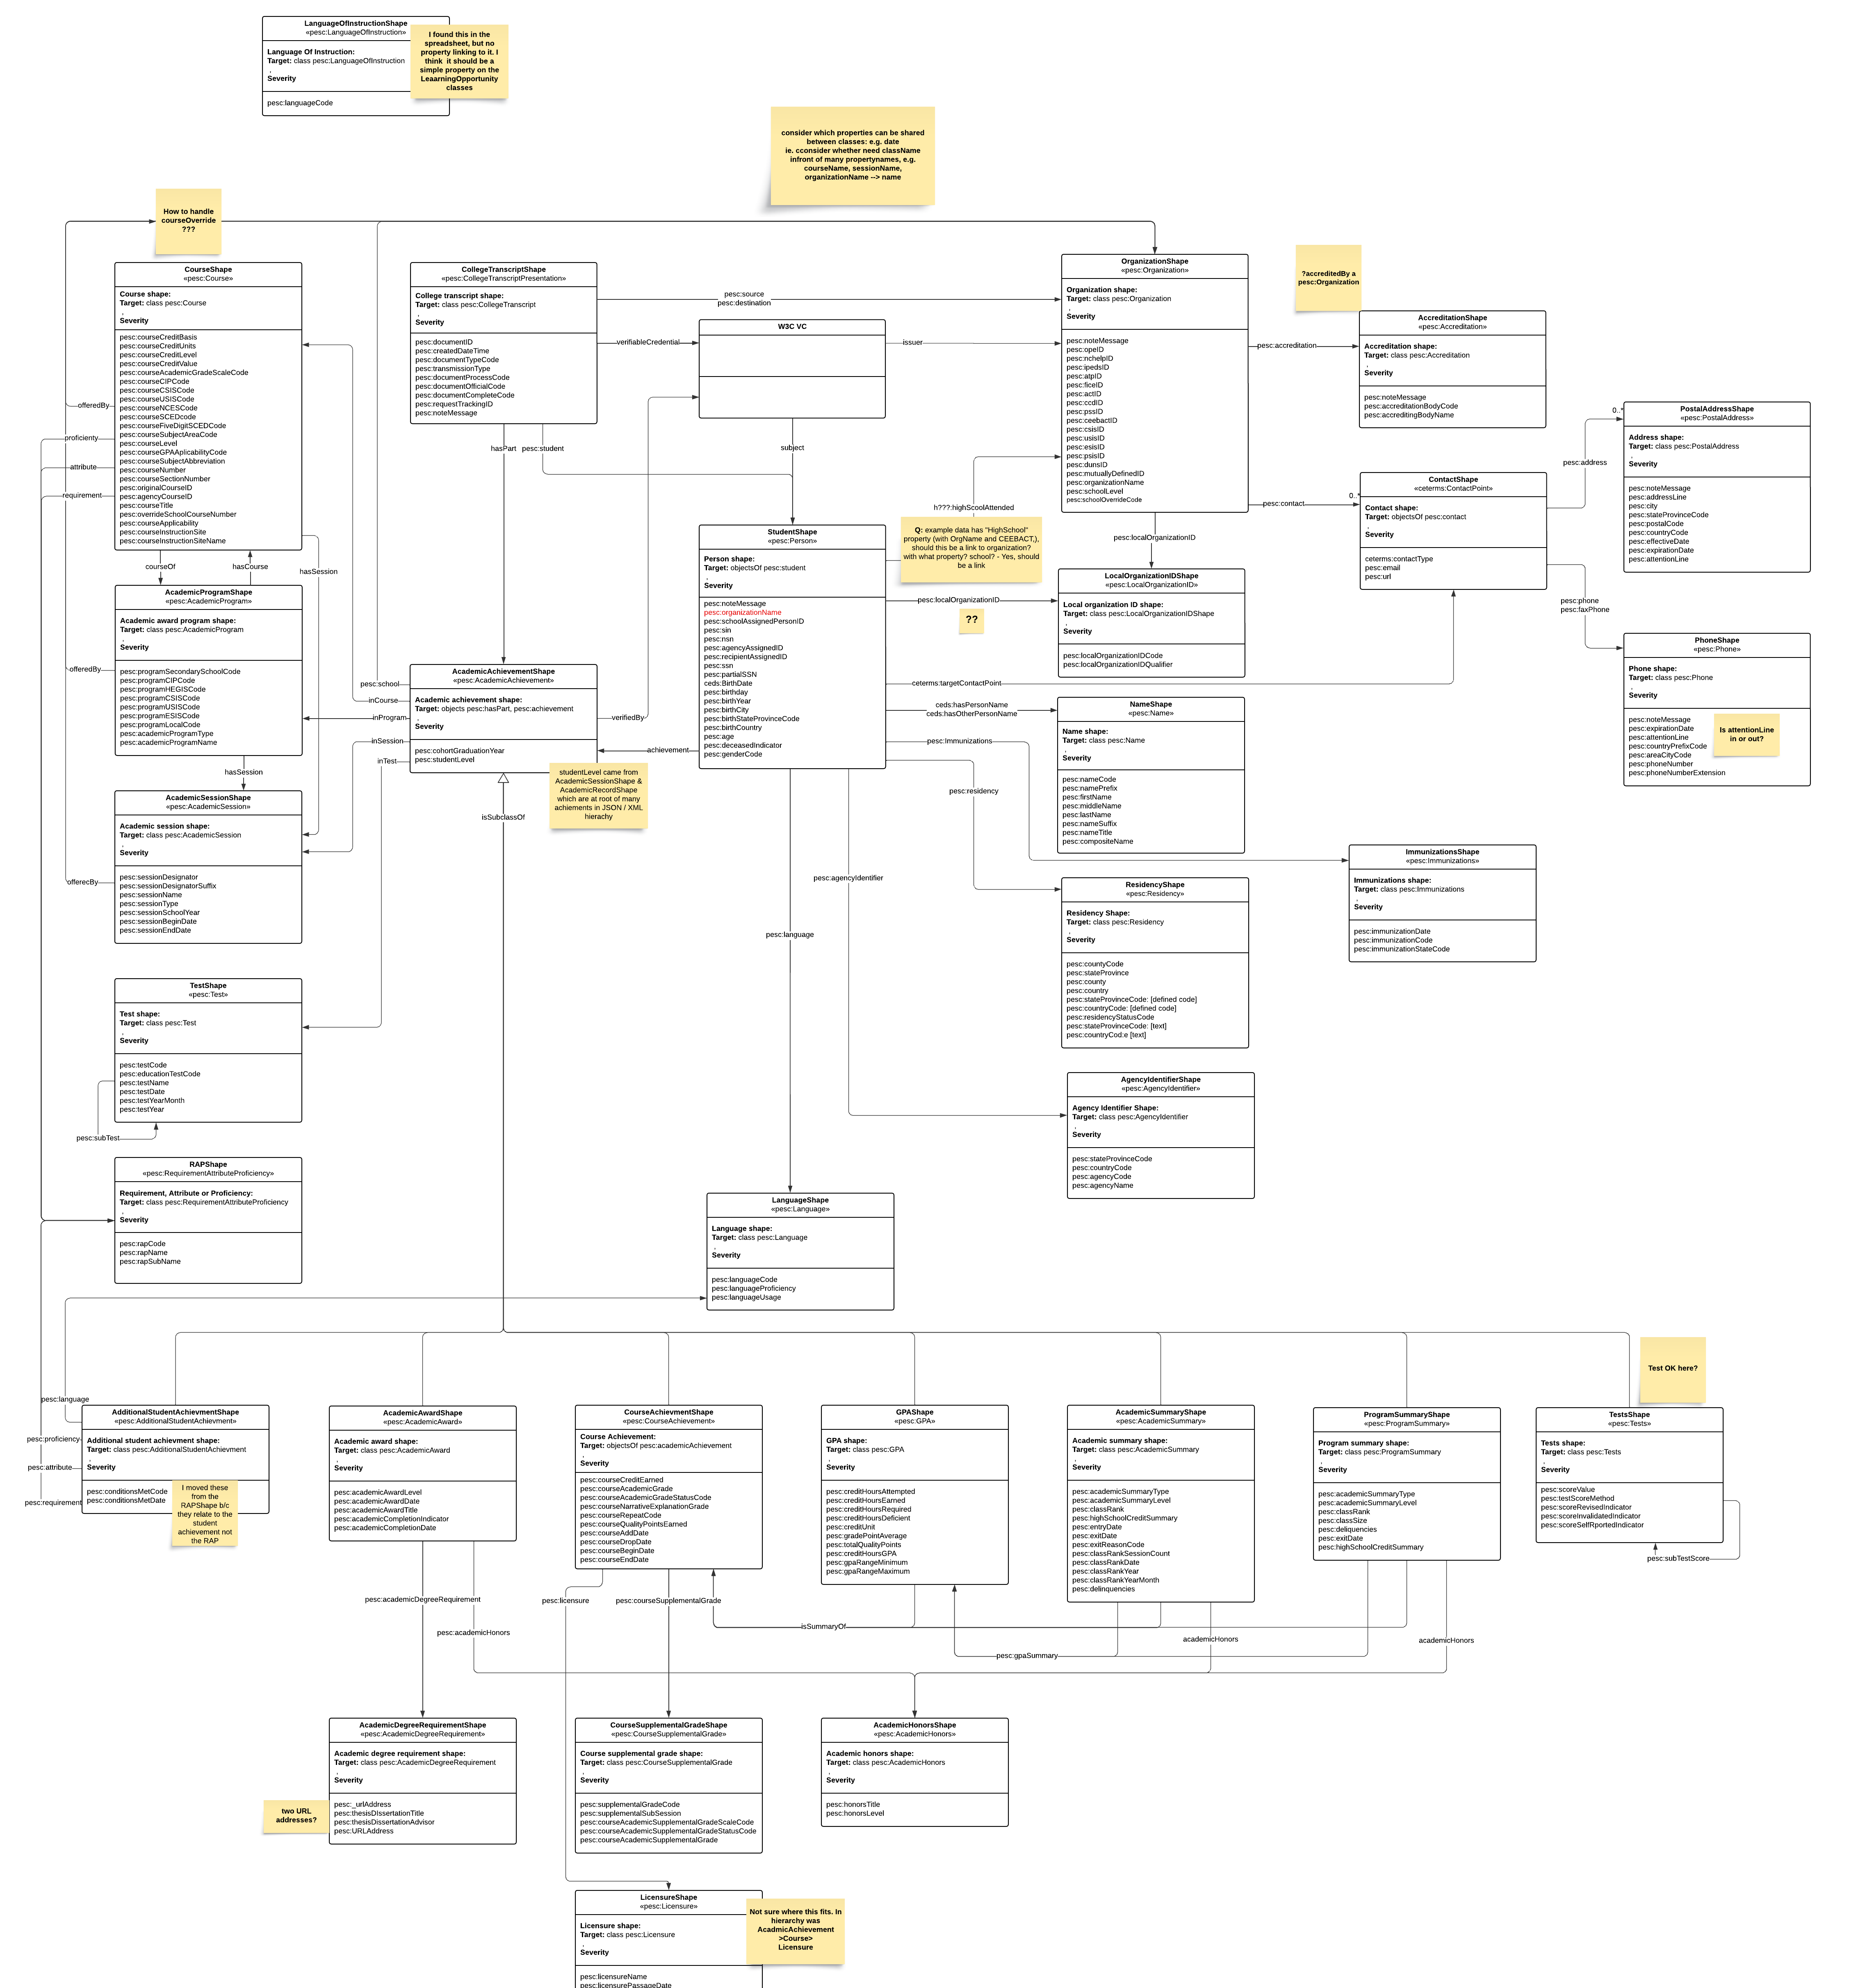 LanguageOfInstructionShape
«pesc:LanguageOfInstruction»
Language Of Instruction:
Target: class pesc:LanguageOfInstruction
,
Severity
pesc:languageCode
I found this in the
spreadsheet, but no
property linking to it. I
think it should be a
simple property on the
LeaarningOpportunity
classes
consider which properties can be shared
between classes: e.g. date
ie. cconsider whether need className
infront of many propertynames, e.g.
courseName, sessionName,
organizationName --> name
How to handle
courseOverride
???
CourseShape
«pesc:Course»
Course shape:
Target: class pesc:Course
,
Severity
pesc:courseCreditBasis
pesc:courseCreditUnits
pesc:courseCreditLevel
pesc:courseCreditValue
pesc:courseAcademicGradeScaleCode
pesc:courseCIPCode
pesc:courseCSISCode
pesc:courseUSISCode
pesc:courseNCESCode
pesc:courseSCEDcode
pesc:courseFiveDigitSCEDCode
pesc:courseSubjectAreaCode
pesc:courseLevel
pesc:courseGPAAplicabilityCode
pesc:courseSubjectAbbreviation
pesc:courseNumber
pesc:courseSectionNumber
pesc:originalCourseID
pesc:agencyCourseID
pesc:courseTitle
pesc:overrideSchoolCourseNumber
pesc:courseApplicability
pesc:courseInstructionSite
pesc:courseInstructionSiteName
offeredBy
proficienty
attribute
requirement
courseOf
hasCourse
hasSession
CollegeTranscriptShape
«pesc:CollegeTranscriptPresentation»
College transcript shape:
Target: class pesc:CollegeTranscript
,
Severity
pesc:documentID
pesc:createdDateTime
pesc:documentTypeCode
pesc:transmissionType
pesc:documentProcessCode
pesc:documentOfficialCode
pesc:documentCompleteCode
pesc:requestTrackingID
pesc:noteMessage
pesc:source
pesc:destination
verifiableCredential
W3C VC
issuer
subject
hasPart
pesc:student
OrganizationShape
«pesc:Organization»
Organization shape:
Target: class pesc:Organization
,
Severity
pesc:noteMessage
pesc:opeID
pesc:nchelpID
pesc:ipedsID
pesc:atpID
pesc:ficeID
pesc:actID
pesc:ccdID
pesc:pssID
pesc:ceebactID
pesc:csisID
pesc:usisID
pesc:esisID
pesc:psisID
pesc:dunsID
pesc:mutuallyDefinedID
pesc:organizationName
pesc:schoolLevel
pesc:schoolOverrideCode
?accreditedBy a
pesc:Organization
pesc:accreditation
AccreditationShape
«pesc:Accreditation»
Accreditation shape:
Target: class pesc:Accreditation
,
Severity
pesc:noteMessage
pesc:accreditationBodyCode
pesc:accreditingBodyName
pesc:contact
0..*
ContactShape
«ceterms:ContactPoint»
Contact shape:
Target: objectsOf pesc:contact
,
Severity
ceterms:contactType
pesc:email
pesc:url
pesc:address
0..*
PostalAddressShape
«pesc:PostalAddress»
Address shape:
Target: class pesc:PostalAddress
,
Severity
pesc:noteMessage
pesc:addressLine
pesc:city
pesc:stateProvinceCode
pesc:postalCode
pesc:countryCode
pesc:effectiveDate
pesc:expirationDate
pesc:attentionLine
pesc:phone
pesc:faxPhone
PhoneShape
«pesc:Phone»
Phone shape:
Target: class pesc:Phone
,
Severity
pesc:noteMessage
pesc:expirationDate
pesc:attentionLine
pesc:countryPrefixCode
pesc:areaCityCode
pesc:phoneNumber
pesc:phoneNumberExtension
Is attentionLine
in or out?
h???:highScoolAttended
Q: example data has "HighSchool"
property (with OrgName and CEEBACT,),
should this be a link to organization?
with what property? school? - Yes, should
be a link
pesc:localOrganizationID
LocalOrganizationIDShape
«pesc:LocalOrganizationID»
Local organization ID shape:
Target: class pesc:LocalOrganizationIDShape
,
Severity
pesc:localOrganizationIDCode
pesc:localOrganizationIDQualifier
StudentShape
«pesc:Person»
Person shape:
Target: objectsOf pesc:student
,
Severity
pesc:noteMessage
pesc:organizationName
pesc:schoolAssignedPersonID
pesc:sin
pesc:nsn
pesc:agencyAssignedID
pesc:recipientAssignedID
pesc:ssn
pesc:partialSSN
ceds:BirthDate
pesc:birthday
pesc:birthYear
pesc:birthCity
pesc:birthStateProvinceCode
pesc:birthCountry
pesc:age
pesc:deceasedIndicator
pesc:genderCode
pesc:localOrganizationID
??
ceterms:targetContactPoint
ceds:hasPersonName
ceds:hasOtherPersonName
pesc:Immunizations
pesc:residency
NameShape
«pesc:Name»
Name shape:
Target: class pesc:Name
,
Severity
pesc:nameCode
pesc:namePrefix
pesc:firstName
pesc:middleName
pesc:lastName
pesc:nameSuffix
pesc:nameTitle
pesc:compositeName
AcademicProgramShape
«pesc:AcademicProgram»
Academic award program shape:
Target: class pesc:AcademicProgram
,
Severity
pesc:programSecondarySchoolCode
pesc:programCIPCode
pesc:programHEGISCode
pesc:programCSISCode
pesc:programUSISCode
pesc:programESISCode
pesc:programLocalCode
pesc:academicProgramType
pesc:academicProgramName
offeredBy
hasSession
AcademicAchievementShape
«pesc:AcademicAchievement»
Academic achievement shape:
Target: objects pesc:hasPart, pesc:achievement
,
Severity
pesc:cohortGraduationYear
pesc:studentLevel
pesc:school
inCourse
inProgram
inSession
inTest
verifiedBy
achievement
studentLevel came from
AcademicSessionShape &
AcademicRecordShape
which are at root of many
achiements in JSON / XML
hierachy
isSubclassOf
AcademicSessionShape
«pesc:AcademicSession»
Academic session shape:
Target: class pesc:AcademicSession
,
Severity
pesc:sessionDesignator
pesc:sessionDesignatorSuffix
pesc:sessionName
pesc:sessionType
pesc:sessionSchoolYear
pesc:sessionBeginDate
pesc:sessionEndDate
offerecBy
pesc:agencyIdentifier
pesc:language
ResidencyShape
«pesc:Residency»
Residency Shape:
Target: class pesc:Residency
,
Severity
pesc:countyCode
pesc:stateProvince
pesc:county
pesc:country
pesc:stateProvinceCode: [defined code]
pesc:countryCode: [defined code]
pesc:residencyStatusCode
pesc:stateProvinceCode: [text]
pesc:countryCod:e [text]
ImmunizationsShape
«pesc:Immunizations»
Immunizations shape:
Target: class pesc:Immunizations
,
Severity
pesc:immunizationDate
pesc:immunizationCode
pesc:immunizationStateCode
TestShape
«pesc:Test»
Test shape:
Target: class pesc:Test
,
Severity
pesc:testCode
pesc:educationTestCode
pesc:testName
pesc:testDate
pesc:testYearMonth
pesc:testYear
pesc:subTest
AgencyIdentifierShape
«pesc:AgencyIdentifier»
Agency Identifier Shape:
Target: class pesc:AgencyIdentifier
,
Severity
pesc:stateProvinceCode
pesc:countryCode
pesc:agencyCode
pesc:agencyName
RAPShape
«pesc:RequirementAttributeProficiency»
Requirement, Attribute or Proficiency:
Target: class pesc:RequirementAttributeProficiency
,
Severity
pesc:rapCode
pesc:rapName
pesc:rapSubName
LanguageShape
«pesc:Language»
Language shape:
Target: class pesc:Language
,
Severity
pesc:languageCode
pesc:languageProficiency
pesc:languageUsage
Test OK here?
pesc:language
pesc:proficiency
pesc:attribute
pesc:requirement
AdditionalStudentAchievmentShape
«pesc:AdditionalStudentAchievment»
Additional student achievment shape:
Target: class pesc:AdditionalStudentAchievment
,
Severity
pesc:conditionsMetCode
pesc:conditionsMetDate
I moved these
from the
RAPShape b/c
they relate to the
student
achievement not
the RAP
AcademicAwardShape
«pesc:AcademicAward»
Academic award shape:
Target: class pesc:AcademicAward
,
Severity
pesc:academicAwardLevel
pesc:academicAwardDate
pesc:academicAwardTitle
pesc:academicCompletionIndicator
pesc:academicCompletionDate
CourseAchievmentShape
«pesc:CourseAchievement»
Course Achievement:
Target: objectsOf pesc:academicAchievement
,
Severity
pesc:courseCreditEarned
pesc:courseAcademicGrade
pesc:courseAcademicGradeStatusCode
pesc:courseNarrativeExplanationGrade
pesc:courseRepeatCode
pesc:courseQualityPointsEarned
pesc:courseAddDate
pesc:courseDropDate
pesc:courseBeginDate
pesc:courseEndDate
GPAShape
«pesc:GPA»
GPA shape:
Target: class pesc:GPA
,
Severity
pesc:creditHoursAttempted
pesc:creditHoursEarned
pesc:creditHoursRequired
pesc:creditHoursDeficient
pesc:creditUnit
pesc:gradePointAverage
pesc:totalQualityPoints
pesc:creditHoursGPA
pesc:gpaRangeMinimum
pesc:gpaRangeMaximum
AcademicSummaryShape
«pesc:AcademicSummary»
Academic summary shape:
Target: class pesc:AcademicSummary
,
Severity
pesc:academicSummaryType
pesc:academicSummaryLevel
pesc:classRank
pesc:highSchoolCreditSummary
pesc:entryDate
pesc:exitDate
pesc:exitReasonCode
pesc:classRankSessionCount
pesc:classRankDate
pesc:classRankYear
pesc:classRankYearMonth
pesc:delinquencies
ProgramSummaryShape
«pesc:ProgramSummary»
Program summary shape:
Target: class pesc:ProgramSummary
,
Severity
pesc:academicSummaryType
pesc:academicSummaryLevel
pesc:classRank
pesc:classSize
pesc:deliquencies
pesc:exitDate
pesc:highSchoolCreditSummary
TestsShape
«pesc:Tests»
Tests shape:
Target: class pesc:Tests
,
Severity
pesc:scoreValue
pesc:testScoreMethod
pesc:scoreRevisedIndicator
pesc:scoreInvalidatedIndicator
pesc:scoreSelfRportedIndicator
pesc:subTestScore
pesc:academicDegreeRequirement
pesc:academicHonors
pesc:licensure
pesc:courseSupplementalGrade
isSummaryOf
pesc:gpaSummary
academicHonors
academicHonors
AcademicDegreeRequirementShape
«pesc:AcademicDegreeRequirement»
Academic degree requirement shape:
Target: class pesc:AcademicDegreeRequirement
,
Severity
pesc:_urlAddress
pesc:thesisDIssertationTitle
pesc:thesisDissertationAdvisor
pesc:URLAddress
two URL
addresses?
CourseSupplementalGradeShape
«pesc:CourseSupplementalGrade»
Course supplemental grade shape:
Target: class pesc:CourseSupplementalGrade
,
Severity
pesc:supplementalGradeCode
pesc:supplementalSubSession
pesc:courseAcademicSupplementalGradeScaleCode
pesc:courseAcademicSupplementalGradeStatusCode
pesc:courseAcademicSupplementalGrade
AcademicHonorsShape
«pesc:AcademicHonors»
Academic honors shape:
Target: class pesc:AcademicHonors
,
Severity
pesc:honorsTitle
pesc:honorsLevel
LicensureShape
«pesc:Licensure»
Licensure shape:
Target: class pesc:Licensure
,
Severity
pesc:licensureName
pesc:licensurePassageDate
Not sure where this fits. In
hierarchy was
AcadmicAchievement
>Course>
Licensure